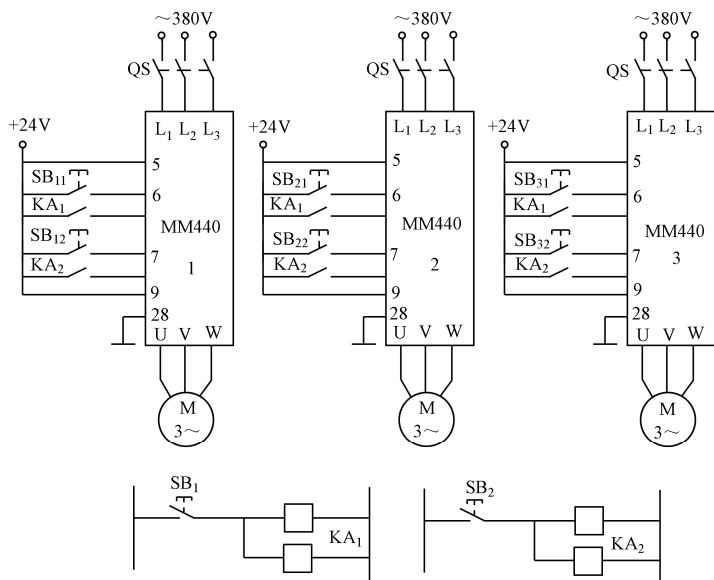 ~380V ~380V ~380V
QS QS QS
L₁ L₂ L₃ L₁ L₂ L₃ L₁ L₂ L₃
+24V +24V +24V
5 5 5
SB₁₁ SB₂₁ SB₃₁
6 6 6
KA₁ KA₁ KA₁
MM440 MM440 MM440
SB₁₂ SB₂₂ SB₃₂
7 7 7
KA₂ KA₂ KA₂
1 2 3
9 9 9
28 28 28
U V W U V W U V W
M M M
3~ 3~ 3~
SB₁ SB₂
KA₁ KA₂